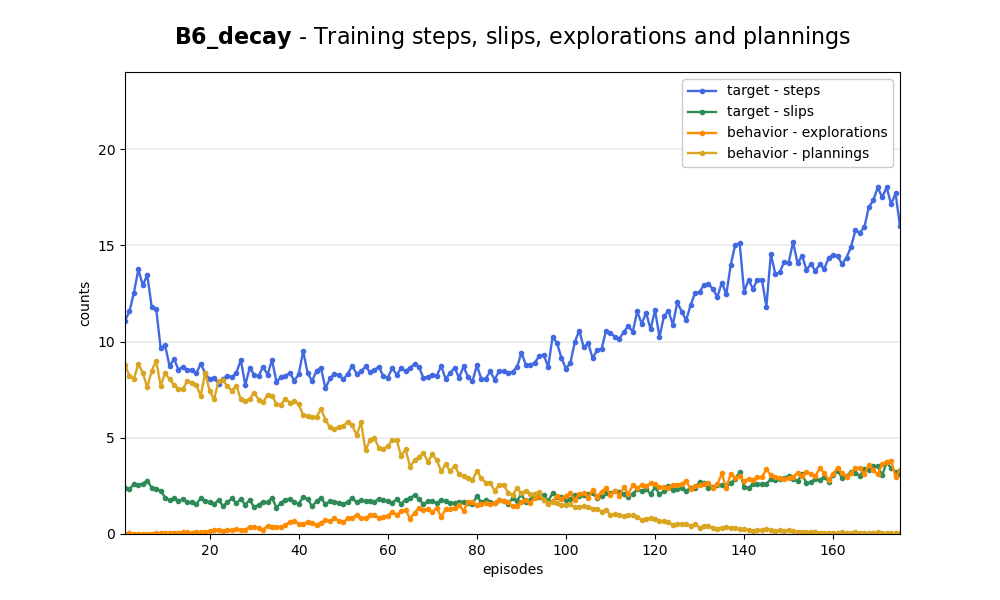 B6_decay - Training steps, slips, explorations and plannings
target - steps
target - slips
behavior - explorations
behavior - plannings
counts
20
15
10
5
0
20 40 60 80 100 120 140 160
episodes